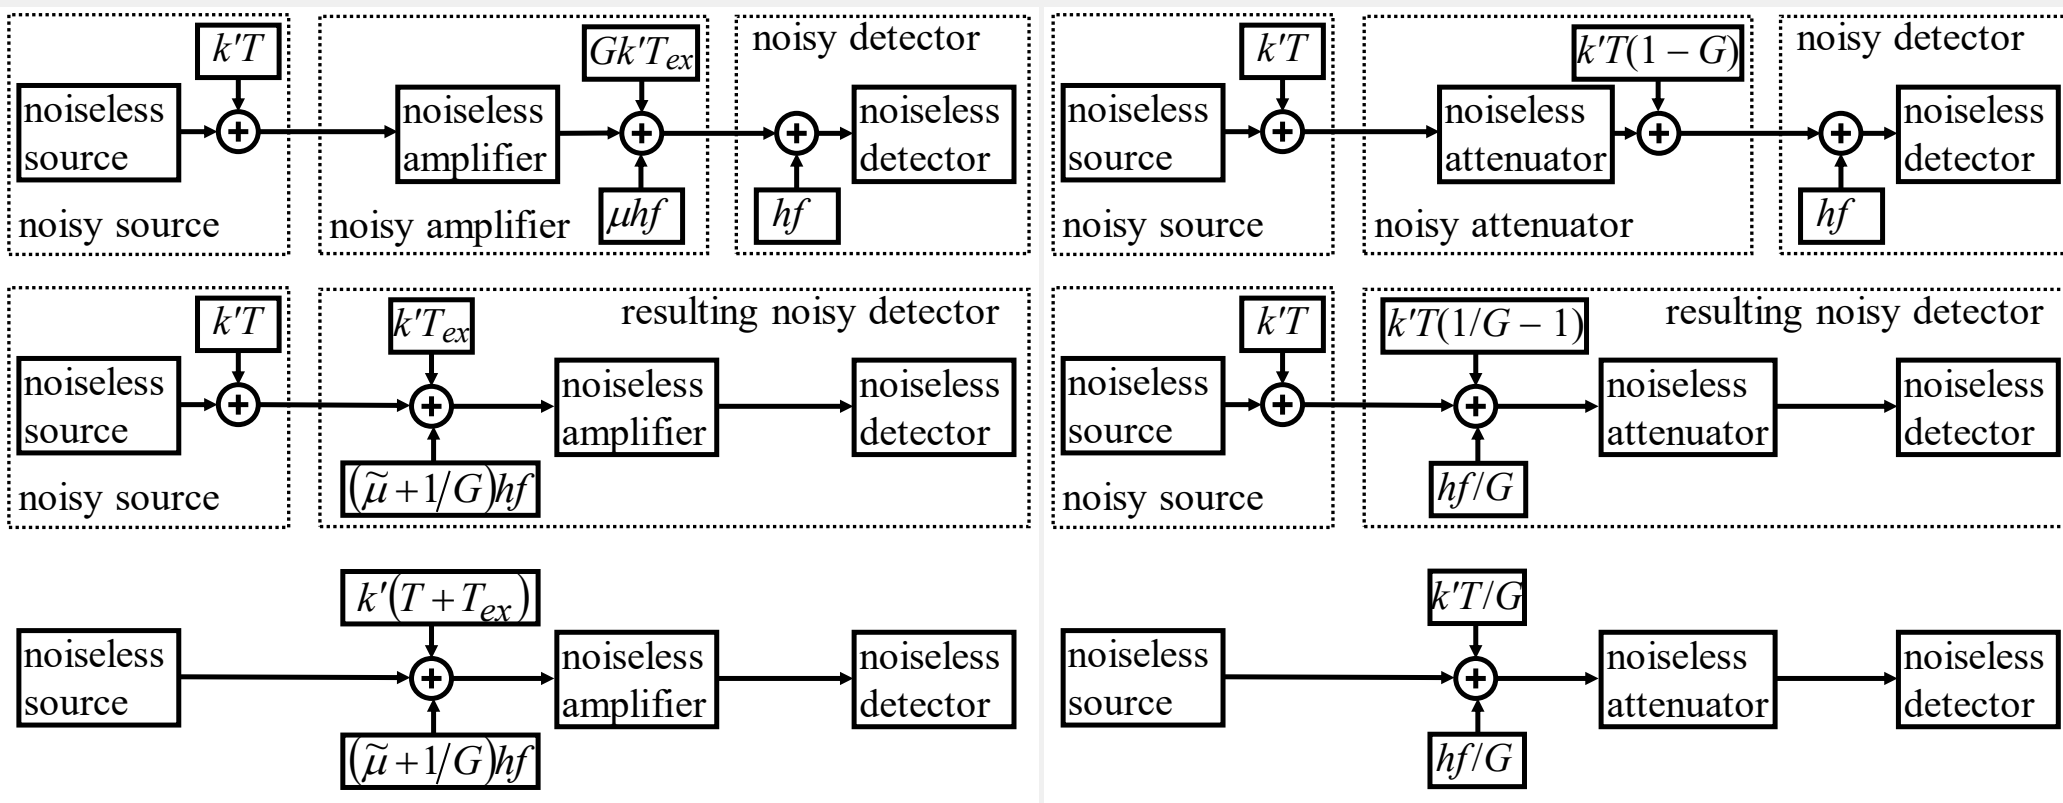 k'T
Gk'T_ex
noisy detector
noiseless
source
noiseless
amplifier
noiseless
detector
noisy source
noisy amplifier
μhf
hf
k'T
k'T(1 − G)
noisy detector
noiseless
source
noiseless
attenuator
noiseless
detector
noisy source
noisy attenuator
hf
k'T
k'T_ex
resulting noisy detector
noiseless
source
noiseless
amplifier
noiseless
detector
noisy source
(μ̃ + 1/G)hf
k'T
k'T(1/G − 1)
resulting noisy detector
noiseless
source
noiseless
attenuator
noiseless
detector
noisy source
hf/G
k'(T + T_ex)
noiseless
source
noiseless
amplifier
noiseless
detector
(μ̃ + 1/G)hf
k'T/G
noiseless
source
noiseless
attenuator
noiseless
detector
hf/G